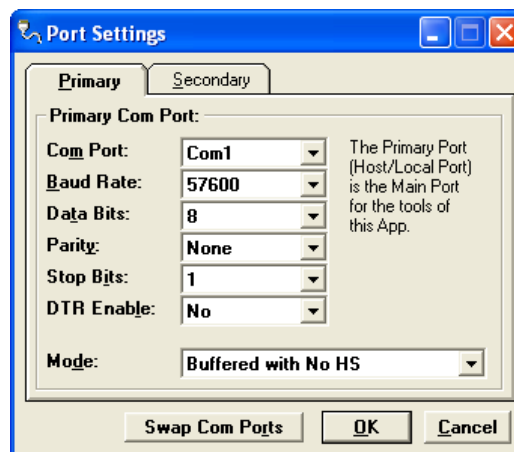 Port Settings
Primary
Secondary
Primary Com Port:
Com Port:
Com1
Baud Rate:
57600
Data Bits:
8
Parity:
None
Stop Bits:
1
DTR Enable:
No
The Primary Port
(Host/Local Port)
is the Main Port
for the tools of
this App.
Mode:
Buffered with No HS
Swap Com Ports
OK
Cancel